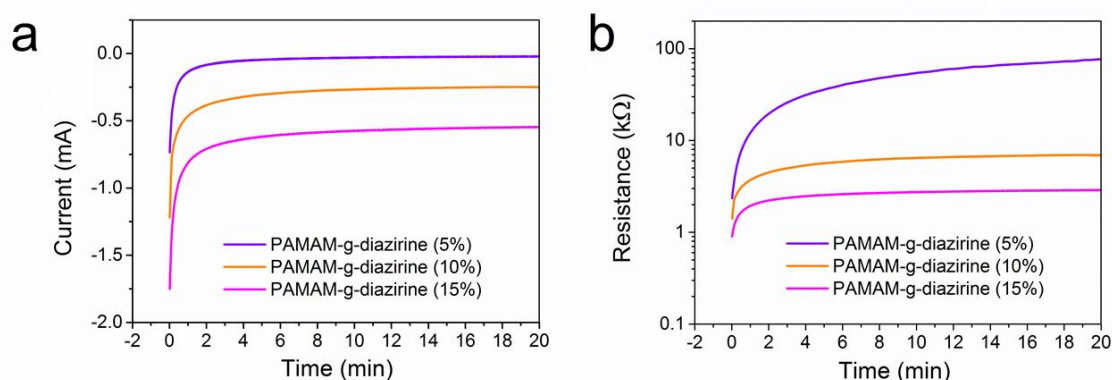 a
0.0
-0.5
-1.0
-1.5
-2.0
Current (mA)
PAMAM-g-diazirine (5%)
PAMAM-g-diazirine (10%)
PAMAM-g-diazirine (15%)
-2 0 2 4 6 8 10 12 14 16 18 20
Time (min)
b
100
10
1
0.1
Resistance (kΩ)
PAMAM-g-diazirine (5%)
PAMAM-g-diazirine (10%)
PAMAM-g-diazirine (15%)
-2 0 2 4 6 8 10 12 14 16 18 20
Time (min)